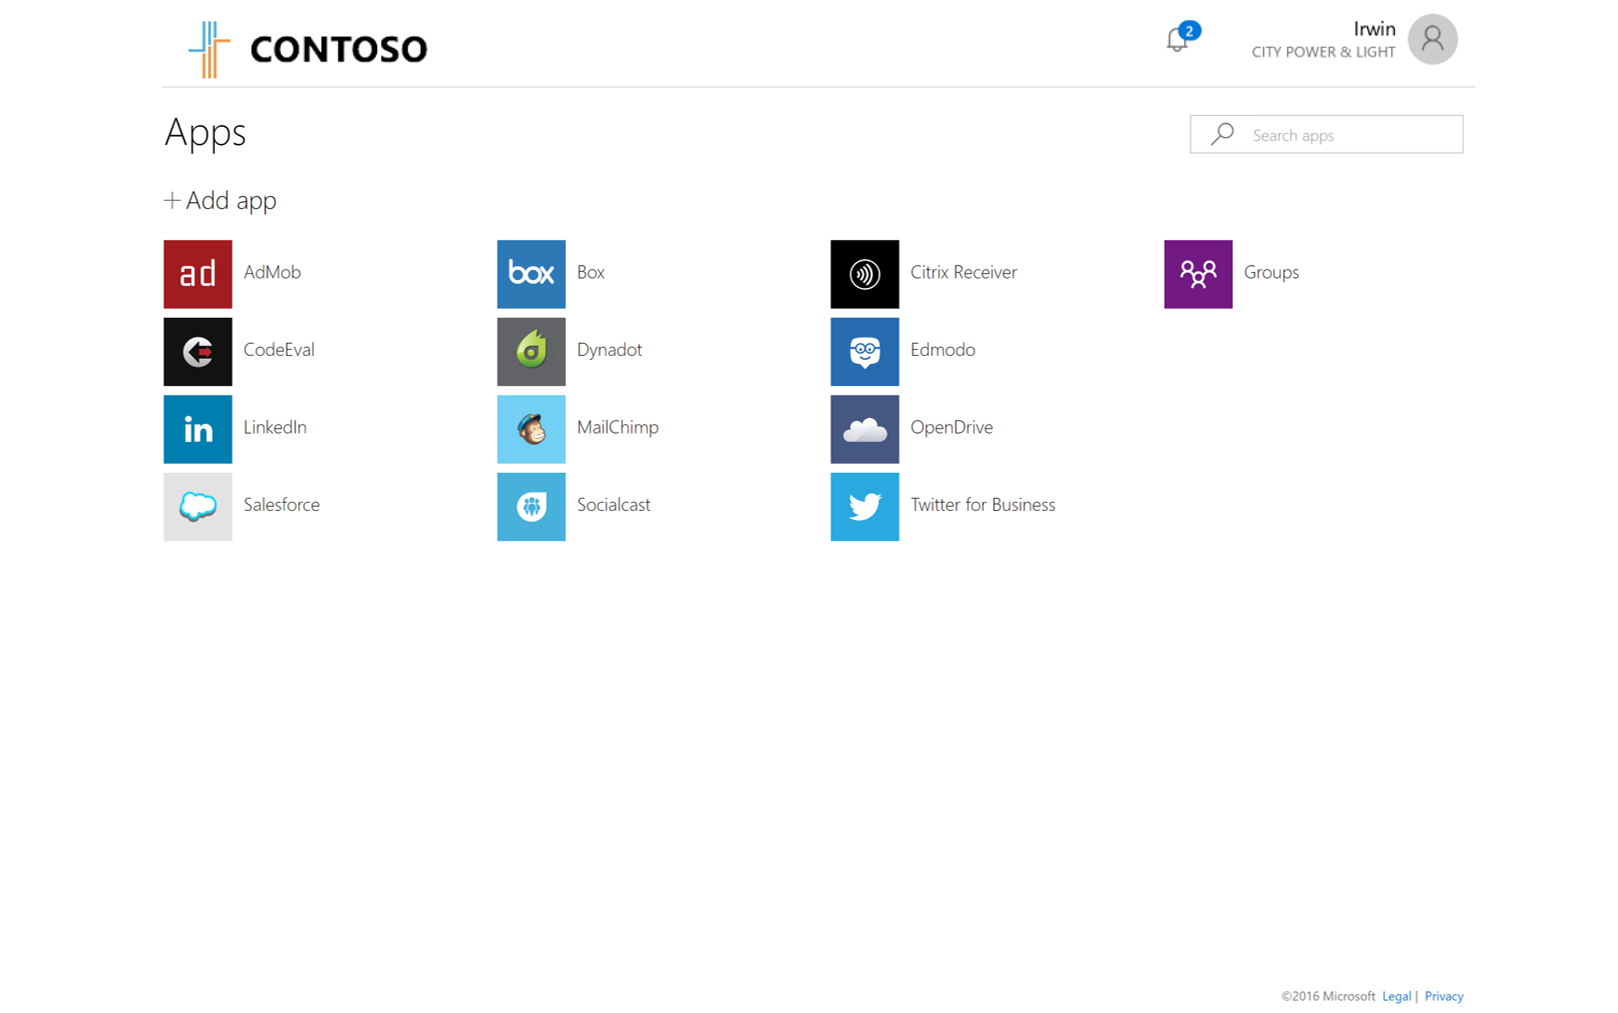 CONTOSO
2
Irwin
CITY POWER & LIGHT
Apps
Search apps
Add app
ad AdMob
box Box
Citrix Receiver
Groups
CodeEval
Dynadot
Edmodo
in LinkedIn
MailChimp
OpenDrive
Salesforce
Socialcast
Twitter for Business
©2016 Microsoft Legal | Privacy